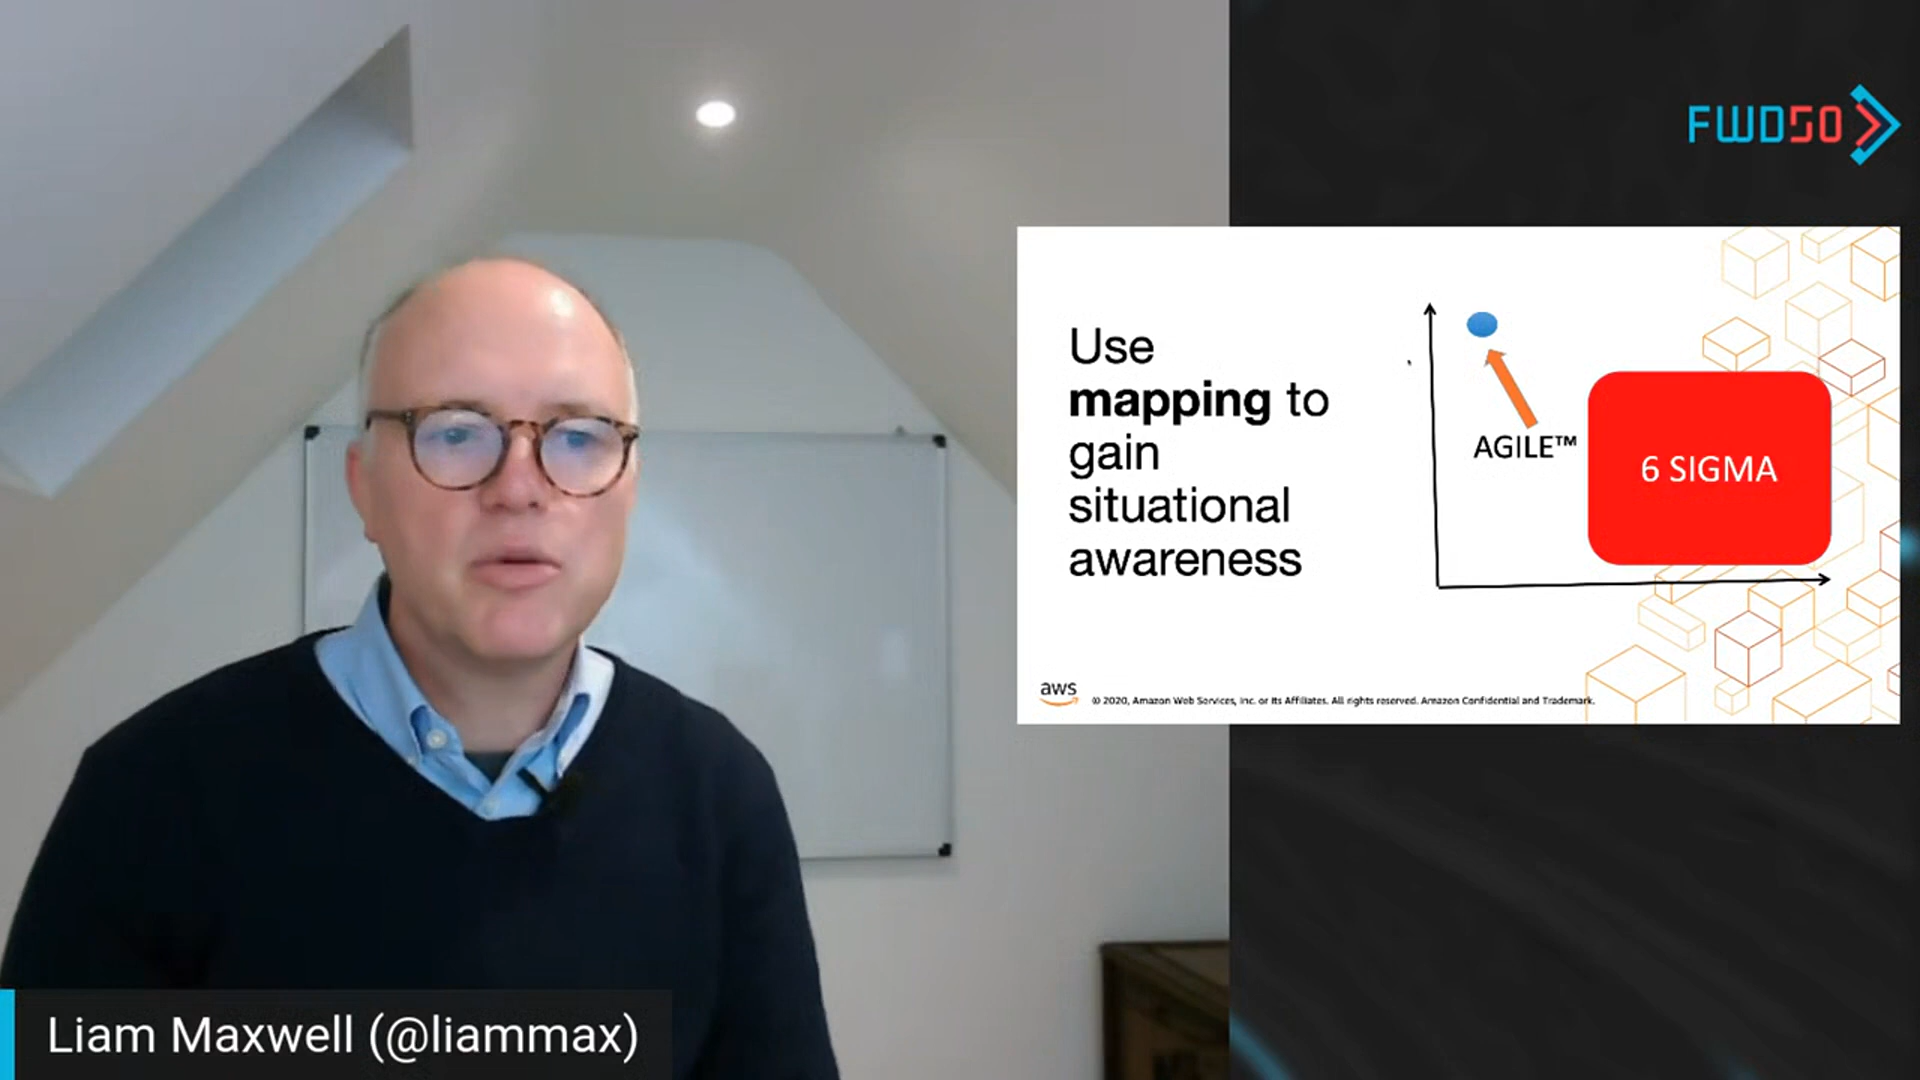 FWD50
Use
mapping to
gain
situational
awareness
AGILE™
6 SIGMA
aws
© 2020, Amazon Web Services, Inc. or its Affiliates. All rights reserved. Amazon Confidential and Trademark.
Liam Maxwell (@liammax)